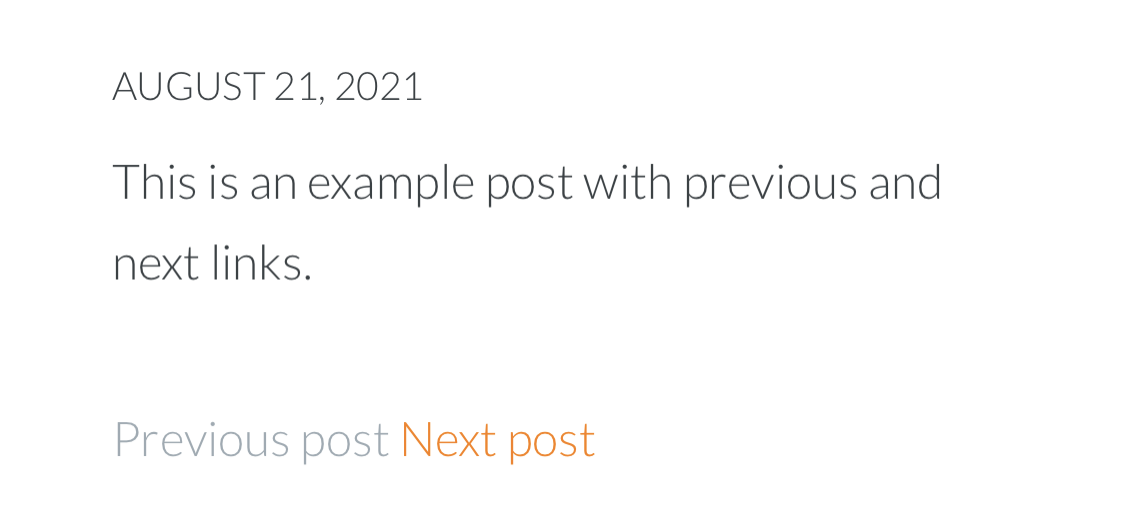 AUGUST 21, 2021
This is an example post with previous and
next links.
Previous post Next post